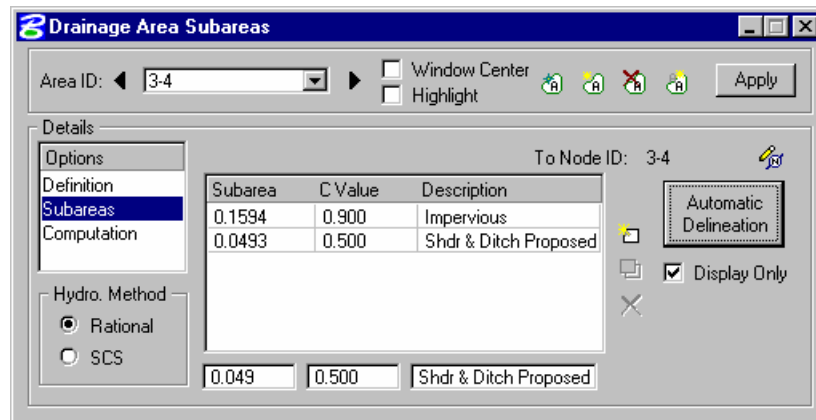 Drainage Area Subareas
Area ID: 3-4
Window Center
Highlight
Apply
Details
Options
Definition
Subareas
Computation
To Node ID: 3-4
Subarea C Value Description
0.1594 0.900 Impervious
0.0493 0.500 Shdr & Ditch Proposed
Automatic
Delineation
Display Only
Hydro. Method
Rational
SCS
0.049 0.500 Shdr & Ditch Proposed